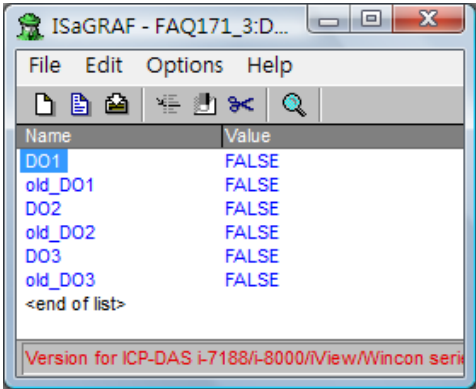 ISaGRAF - FAQ171_3:D...
File Edit Options Help
Name Value
DO1 FALSE
old_DO1 FALSE
DO2 FALSE
old_DO2 FALSE
DO3 FALSE
old_DO3 FALSE
<end of list>
Version for ICP-DAS i-7188/i-8000/iView/Wincon serie